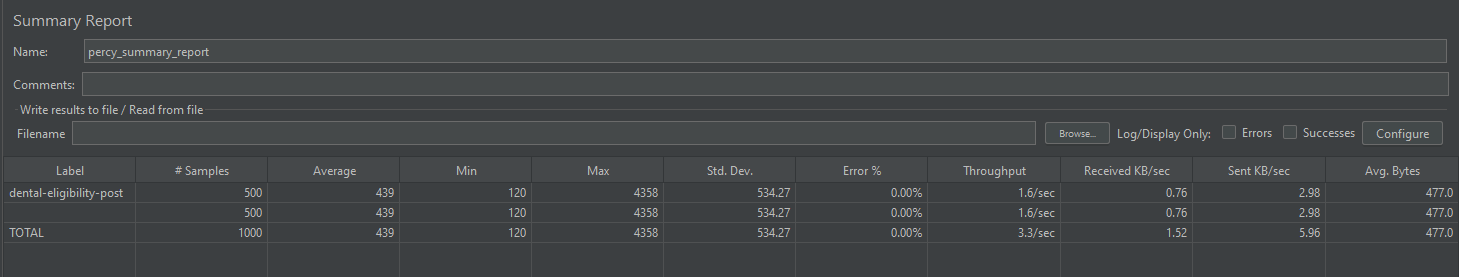 Summary Report
Name: percy_summary_report
Comments:
Write results to file / Read from file
Filename Browse... Log/Display Only: Errors Successes Configure
Label # Samples Average Min Max Std. Dev. Error % Throughput Received KB/sec Sent KB/sec Avg. Bytes
dental-eligibility-post 500 439 120 4358 534.27 0.00% 1.6/sec 0.76 2.98 477.0
500 439 120 4358 534.27 0.00% 1.6/sec 0.76 2.98 477.0
TOTAL 1000 439 120 4358 534.27 0.00% 3.3/sec 1.52 5.96 477.0